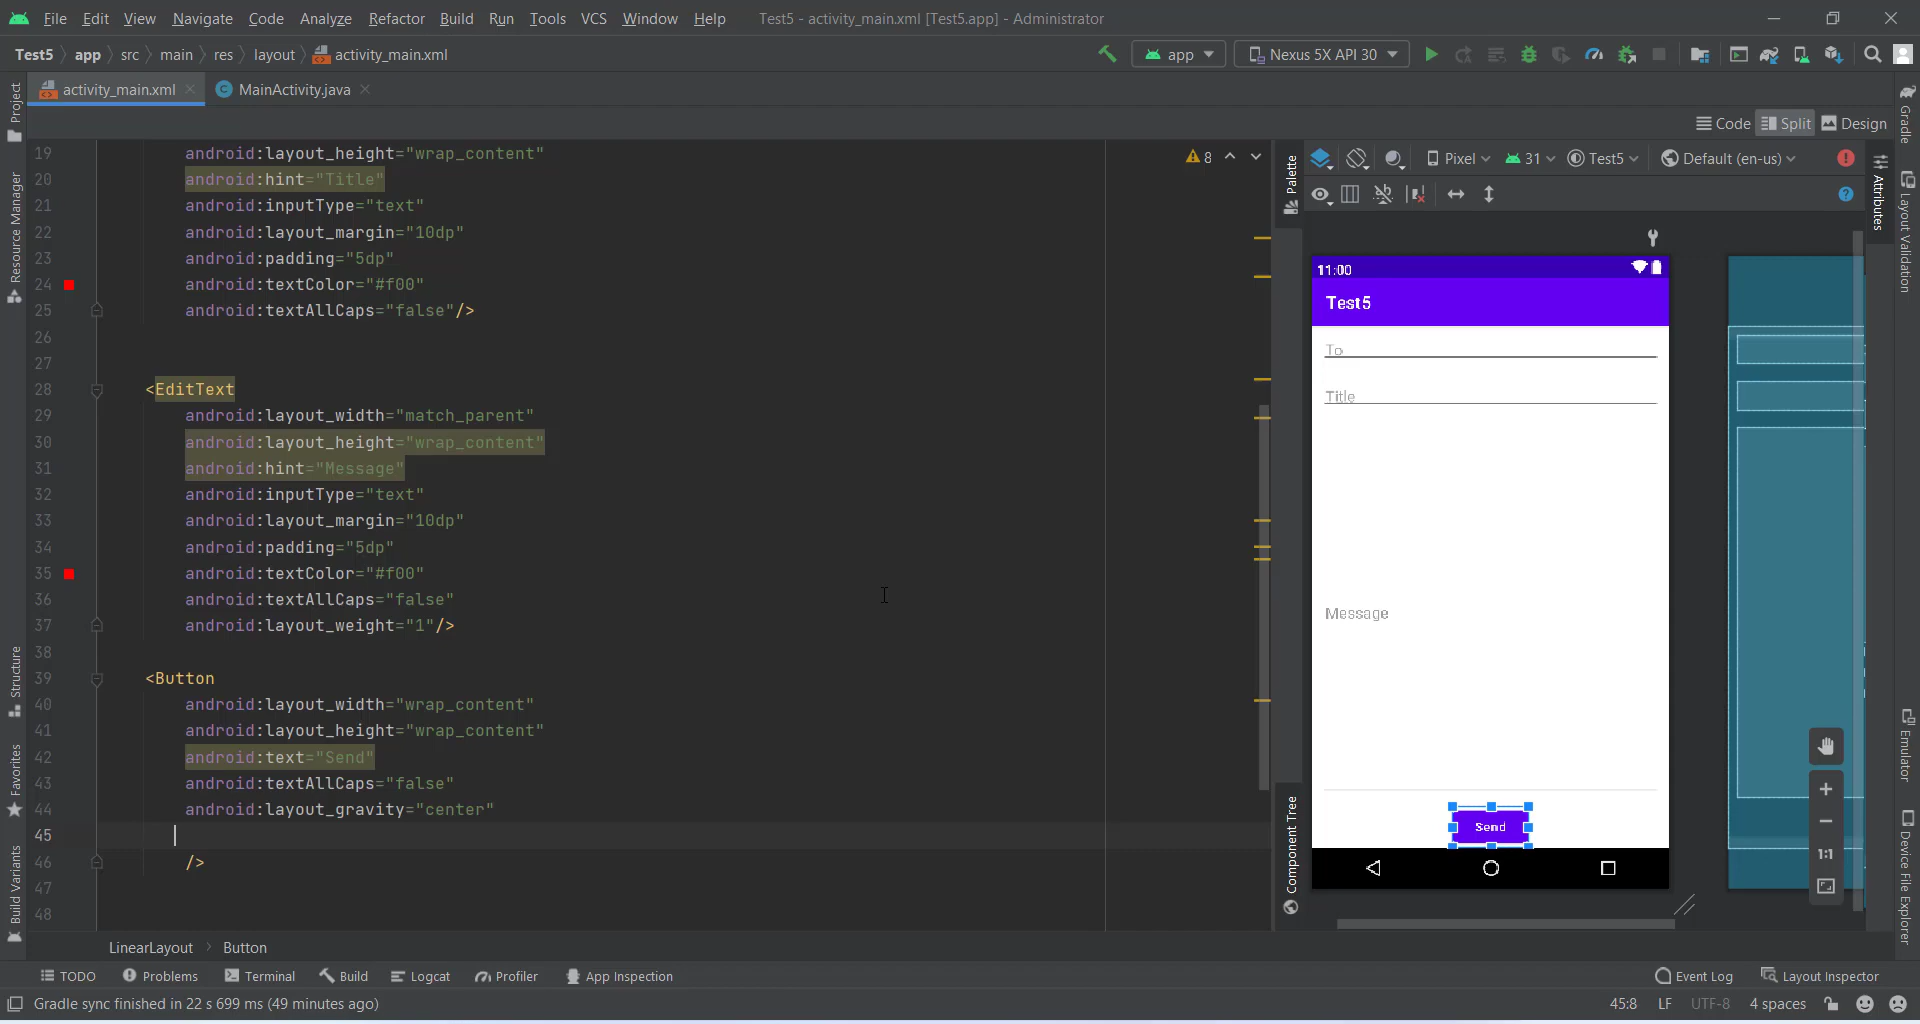 File Edit View Navigate Code Analyze Refactor Build Run Tools VCS Window Help Test5 - activity_main.xml [Test5.app] - Administrator
Test5 app src main res layout activity_main.xml app Nexus 5X API 30
activity_main.xml MainActivity.java
Code Split Design
19 android:layout_height="wrap_content"
20 android:hint="Title"
21 android:inputType="text"
22 android:layout_margin="10dp"
23 android:padding="5dp"
24 android:textColor="#f00"
25 android:textAllCaps="false"/>
26
27
28 <EditText
29 android:layout_width="match_parent"
30 android:layout_height="wrap_content"
31 android:hint="Message"
32 android:inputType="text"
33 android:layout_margin="10dp"
34 android:padding="5dp"
35 android:textColor="#f00"
36 android:textAllCaps="false"
37 android:layout_weight="1"/>
38
39 <Button
40 android:layout_width="wrap_content"
41 android:layout_height="wrap_content"
42 android:text="Send"
43 android:textAllCaps="false"
44 android:layout_gravity="center"
45
46 />
47
48
8
Project
Resource Manager
Structure
Favorites
Build Variants
Palette
Component Tree
Pixel 31 Test5 Default (en-us)
11:00
Test5
To
Title
Message
Send
1:1
Attributes
Gradle
Layout Validation
Emulator
Device File Explorer
LinearLayout Button
TODO Problems Terminal Build Logcat Profiler App Inspection Event Log Layout Inspector
Gradle sync finished in 22 s 699 ms (49 minutes ago) 45:8 LF UTF-8 4 spaces